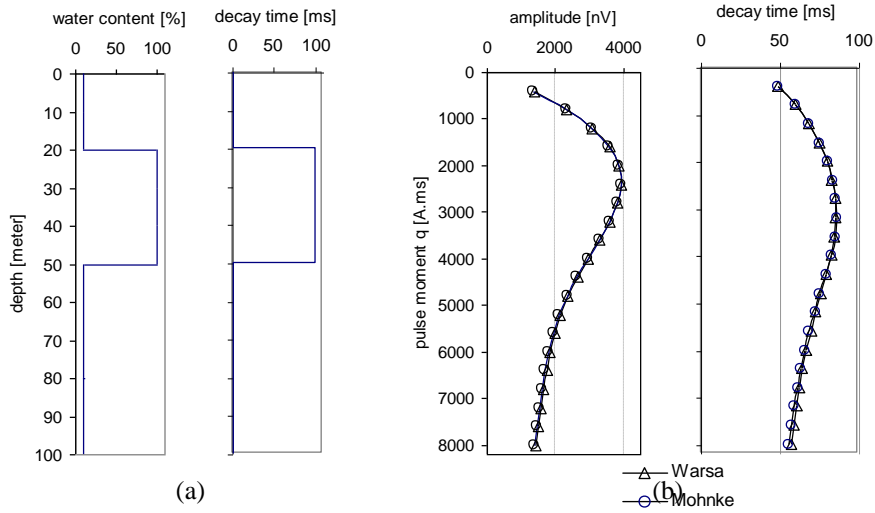 water content [%]
0 50 100
decay time [ms]
0 50 100
depth [meter]
0
10
20
30
40
50
60
70
80
90
100
(a)
amplitude [nV]
0 2000 4000
decay time [ms]
0 50 100
pulse moment q [A.ms]
0
1000
2000
3000
4000
5000
6000
7000
8000
Warsa
Mohnke
(b)